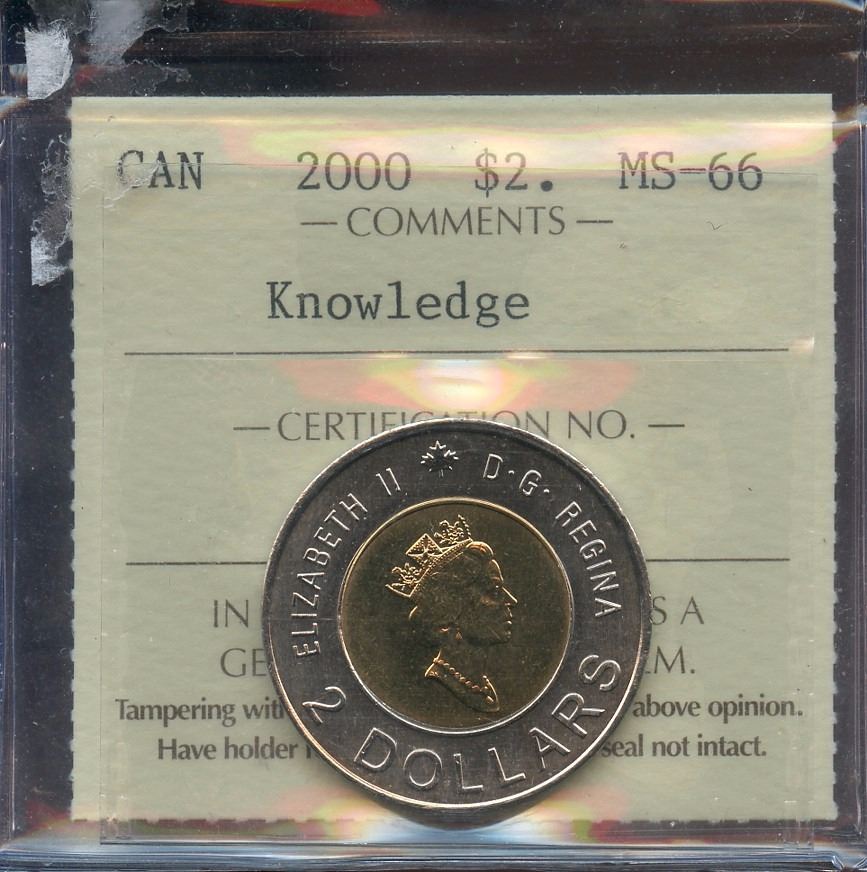 CAN 2000 $2. MS-66
— COMMENTS —
Knowledge
— CERTIFICATION NO. —
ELIZABETH II D·G· REGINA
2 DOLLARS
IN S A
GE M.
Tampering with above opinion.
Have holder seal not intact.